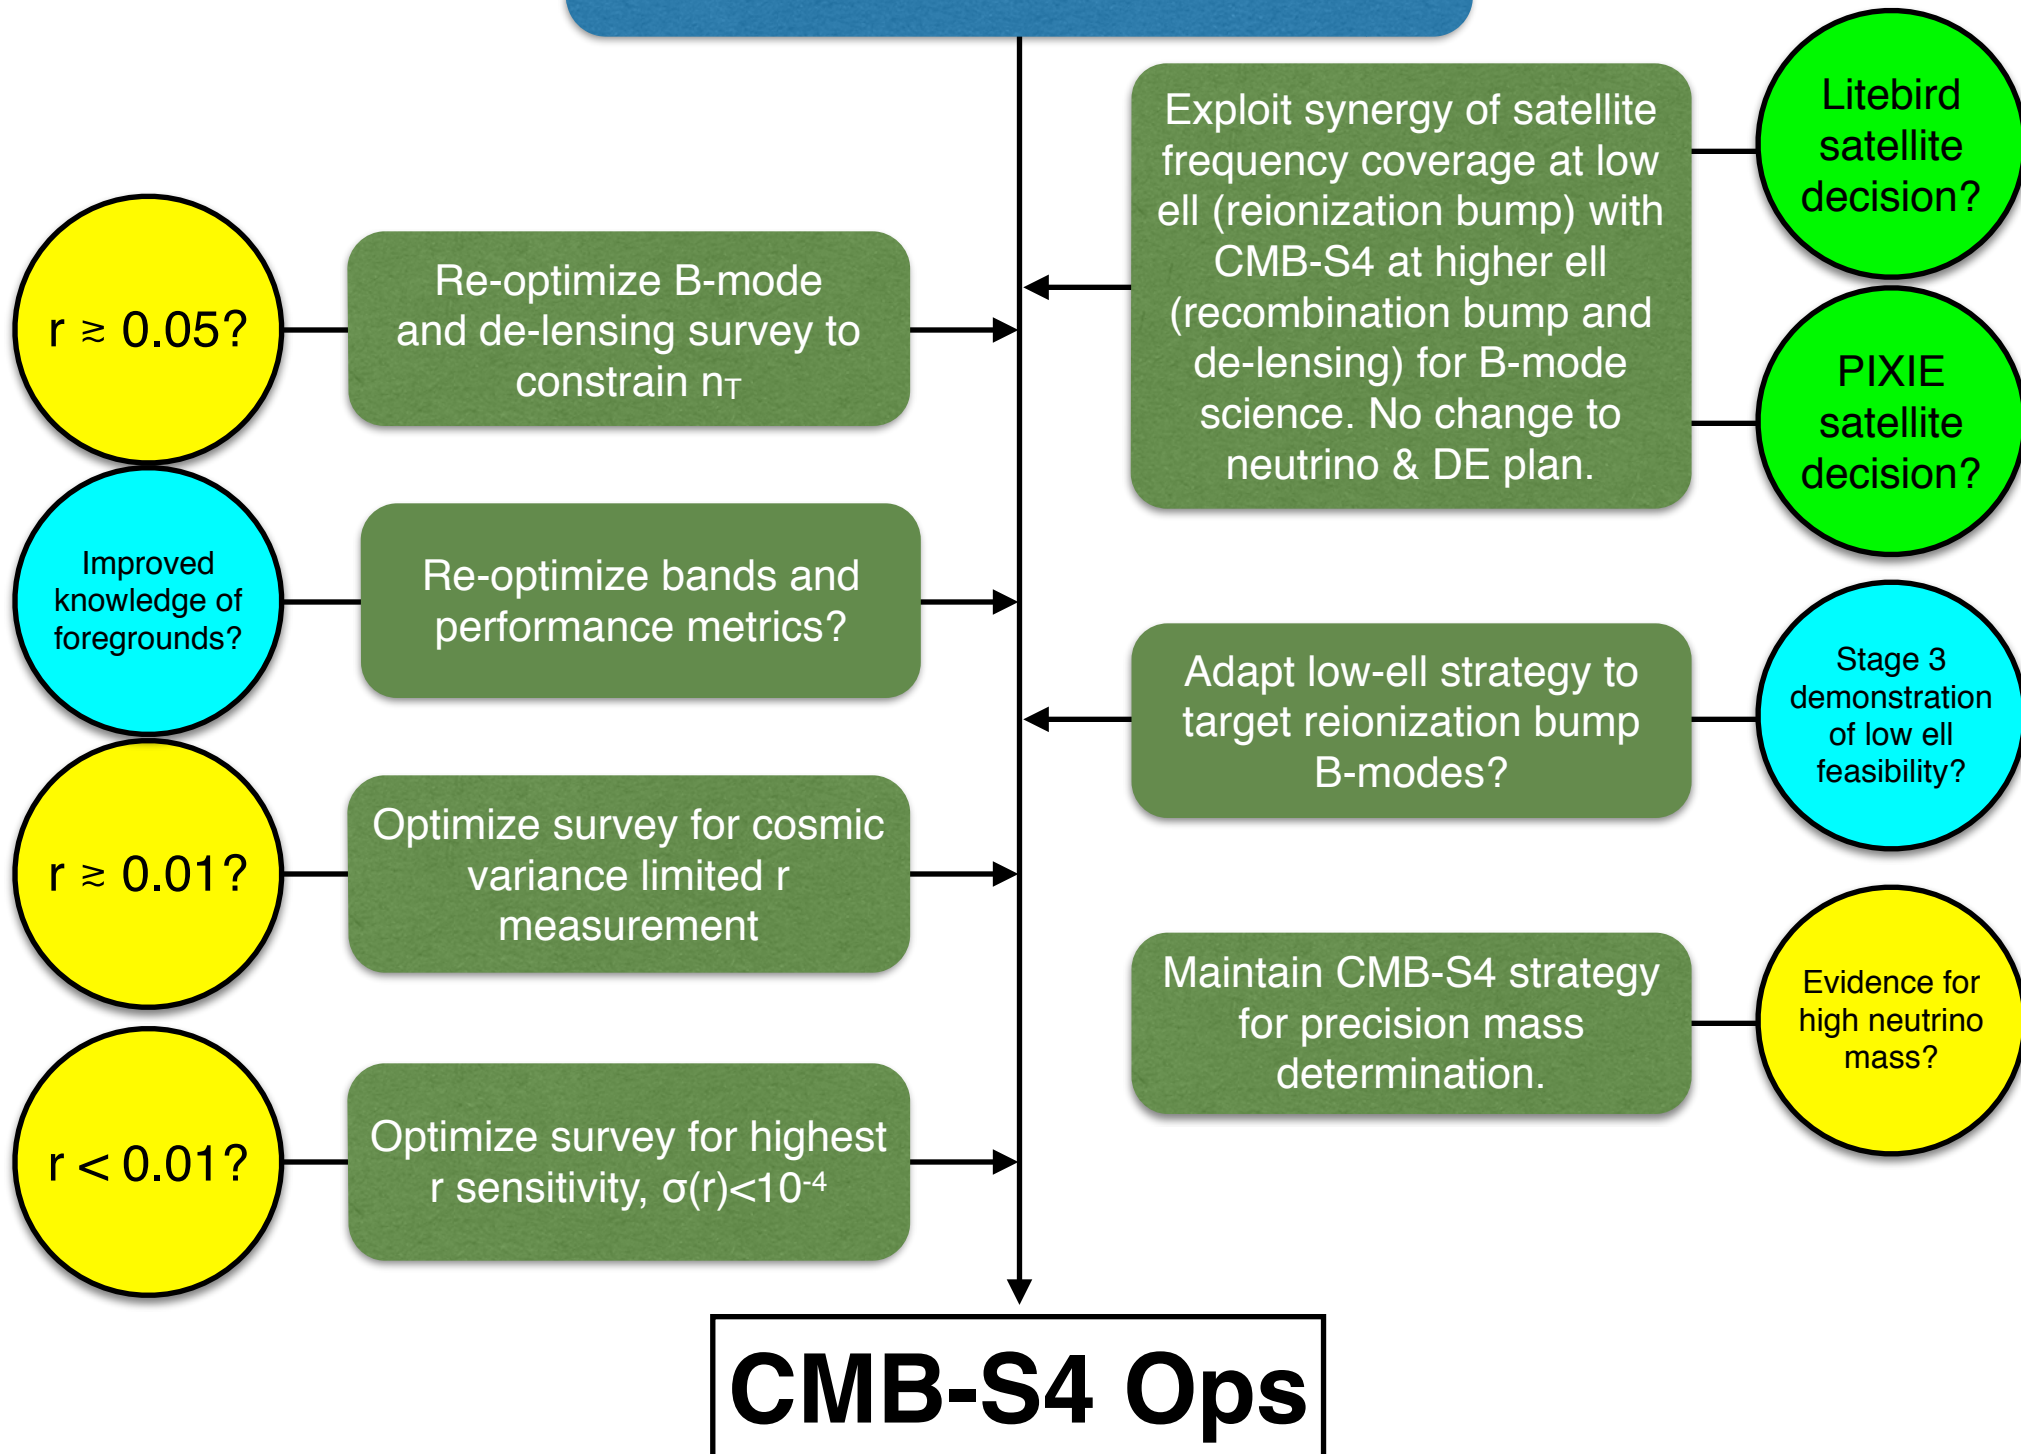 r ≳ 0.05?
Re-optimize B-mode
and de-lensing survey to
constrain nT
Improved
knowledge of
foregrounds?
Re-optimize bands and
performance metrics?
r ≳ 0.01?
Optimize survey for cosmic
variance limited r
measurement
r < 0.01?
Optimize survey for highest
r sensitivity, σ(r)<10⁻⁴
Exploit synergy of satellite
frequency coverage at low
ell (reionization bump) with
CMB-S4 at higher ell
(recombination bump and
de-lensing) for B-mode
science. No change to
neutrino & DE plan.
Litebird
satellite
decision?
PIXIE
satellite
decision?
Adapt low-ell strategy to
target reionization bump
B-modes?
Stage 3
demonstration
of low ell
feasibility?
Maintain CMB-S4 strategy
for precision mass
determination.
Evidence for
high neutrino
mass?
CMB-S4 Ops